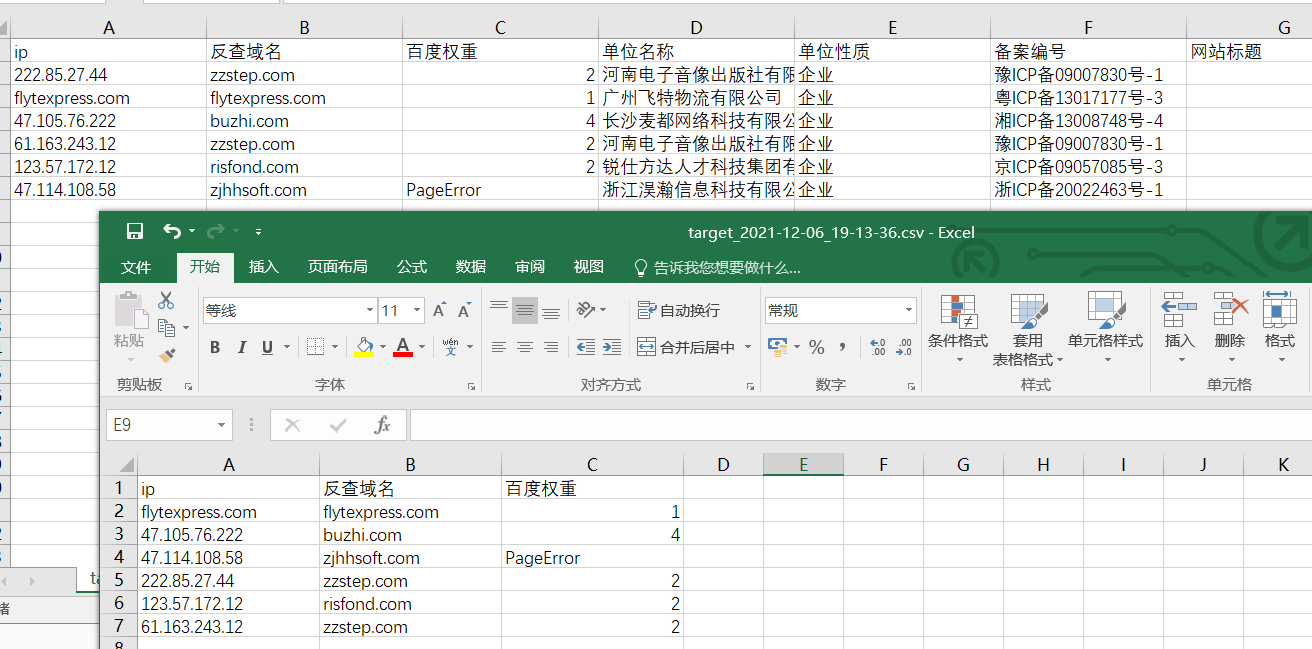 A B C D E F G
ip 反查域名 百度权重 单位名称 单位性质 备案编号 网站标题
222.85.27.44 zzstep.com 2 河南电子音像出版社有限 企业 豫ICP备09007830号-1
flytexpress.com flytexpress.com 1 广州飞特物流有限公司 企业 粤ICP备13017177号-3
47.105.76.222 buzhi.com 4 长沙麦都网络科技有限公 企业 湘ICP备13008748号-4
61.163.243.12 zzstep.com 2 河南电子音像出版社有限 企业 豫ICP备09007830号-1
123.57.172.12 risfond.com 2 锐仕方达人才科技集团有 企业 京ICP备09057085号-3
47.114.108.58 zjhhsoft.com PageError 浙江淏瀚信息科技有限公 企业 浙ICP备20022463号-1
target_2021-12-06_19-13-36.csv - Excel
文件 开始 插入 页面布局 公式 数据 审阅 视图 告诉我您想要做什么...
粘贴 等线 11 A A 自动换行 常规 条件格式 套用 单元格样式 插入 删除 格式
B I U A wén 文 合并后居中 % , 表格格式
剪贴板 字体 对齐方式 数字 样式 单元格
E9 fx
A B C D E F G H I J K
1 ip 反查域名 百度权重
2 flytexpress.com flytexpress.com 1
3 47.105.76.222 buzhi.com 4
4 47.114.108.58 zjhhsoft.com PageError
5 222.85.27.44 zzstep.com 2
6 123.57.172.12 risfond.com 2
7 61.163.243.12 zzstep.com 2
8